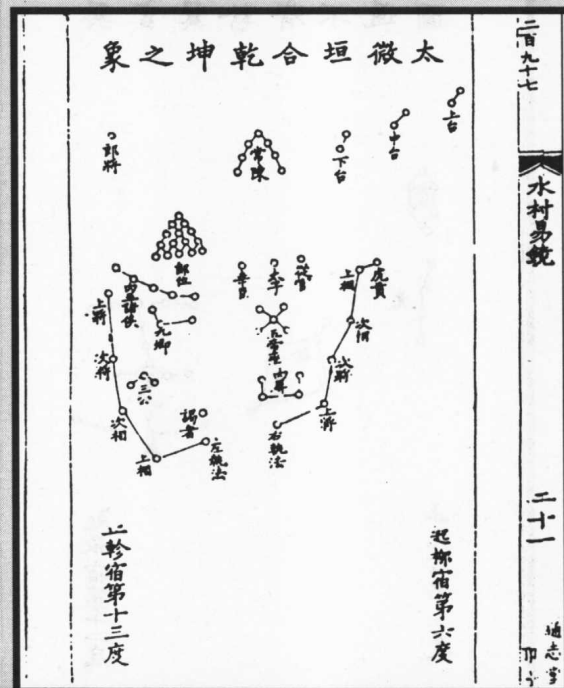 太微垣合乾坤之象
上台
中台
下台
常陳
郎將
郎位
虎賁
上相
次相
次將
上將
右執法
從官
太子
幸臣
五帝座
內屏
內五諸侯
九卿
三公
謁者
左執法
上相
次相
次將
上將
起柳宿第六度
止軫宿第十三度
二百九十七
水村易鏡
二十一
通志堂